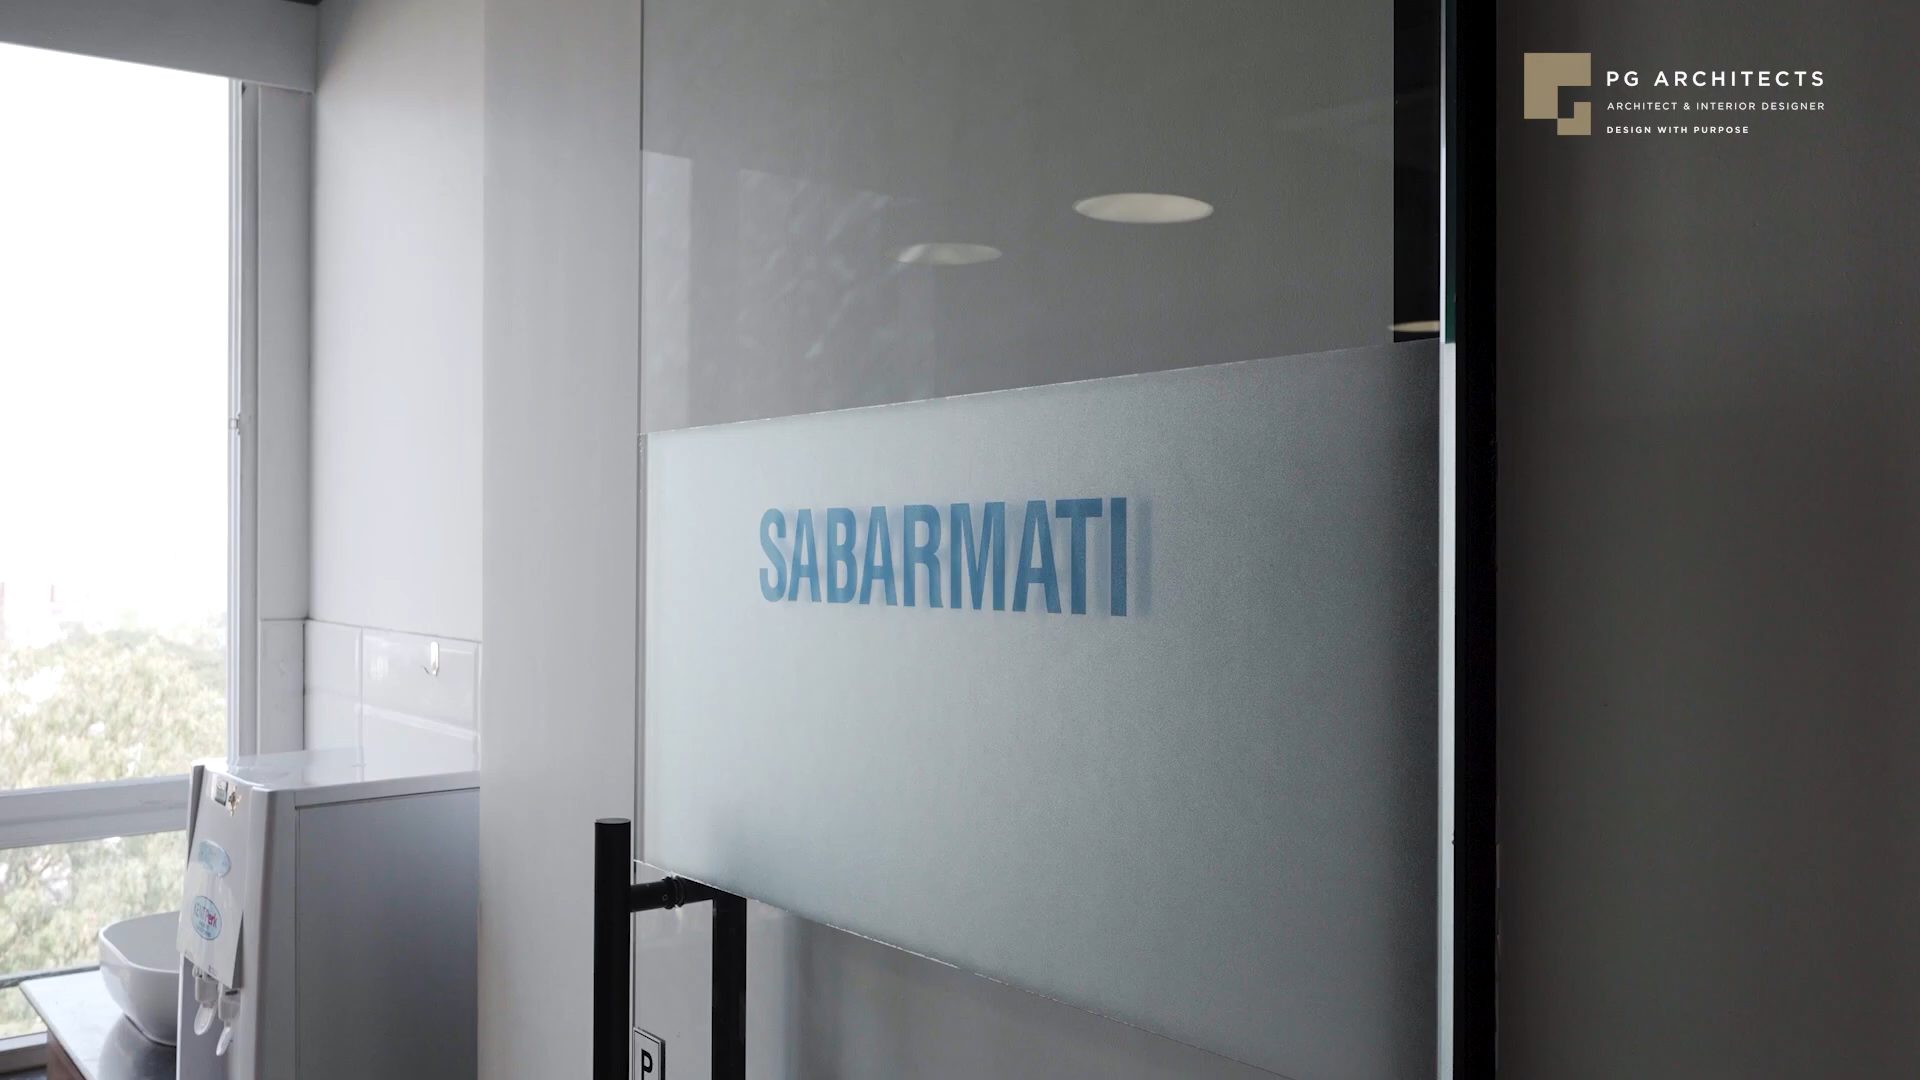 PG ARCHITECTS
ARCHITECT & INTERIOR DESIGNER
DESIGN WITH PURPOSE
SABARMATI
P